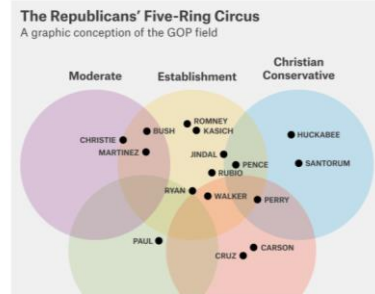 The Republicans' Five-Ring Circus
A graphic conception of the GOP field
Moderate
Establishment
Christian
Conservative
ROMNEY
BUSH
KASICH
CHRISTIE
HUCKABEE
MARTINEZ
JINDAL
PENCE
SANTORUM
RUBIO
RYAN
WALKER
PERRY
PAUL
CARSON
CRUZ